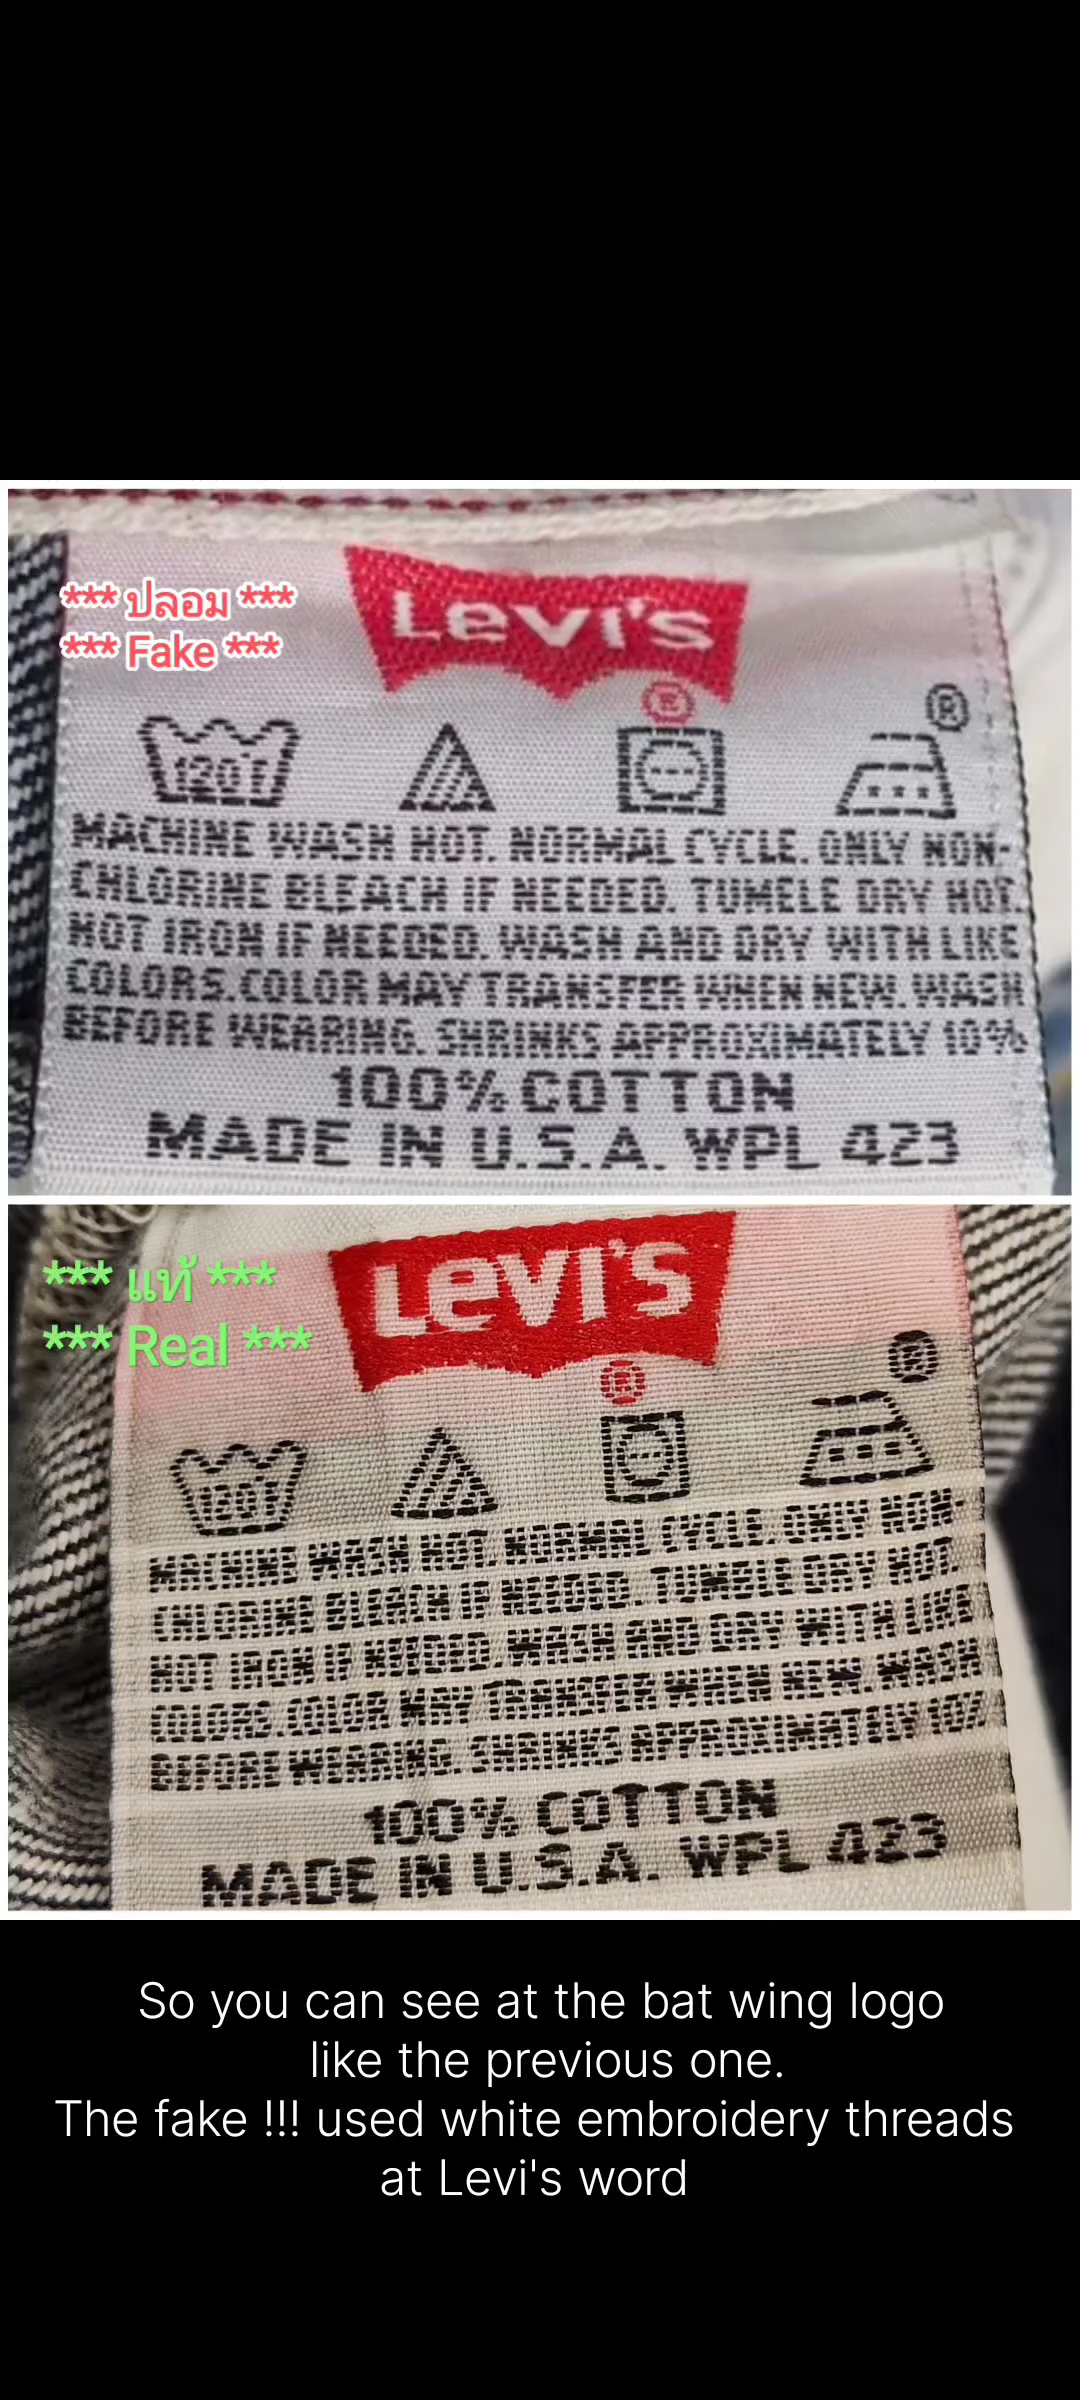 *** ปลอม ***
*** Fake ***
Levi's
®
®
120°F
MACHINE WASH HOT. NORMAL CYCLE. ONLY NON-
CHLORINE BLEACH IF NEEDED. TUMELE DRY HOT
HOT IRON IF NEEDED. WASH AND DRY WITH LIKE
COLORS.COLOR MAY TRANSFER WHEN NEW. WASH
BEFORE WEARING. SHRINKS APPROXIMATELY 10%
100% COTTON
MADE IN U.S.A. WPL 423
*** แท้ ***
*** Real ***
Levi's
®
®
120°F
MACHINE WASH HOT. NORMAL CYCLE. ONLY NON-
CHLORINE BLEACH IF NEEDED. TUMBLE DRY HOT.
HOT IRON IF NEEDED. WASH AND DRY WITH LIKE
COLORS.COLOR MAY TRANSFER WHEN NEW. WASH
BEFORE WEARING. SHRINKS APPROXIMATELY 10%
100% COTTON
MADE IN U.S.A. WPL 423
So you can see at the bat wing logo
like the previous one.
The fake !!! used white embroidery threads
at Levi's word